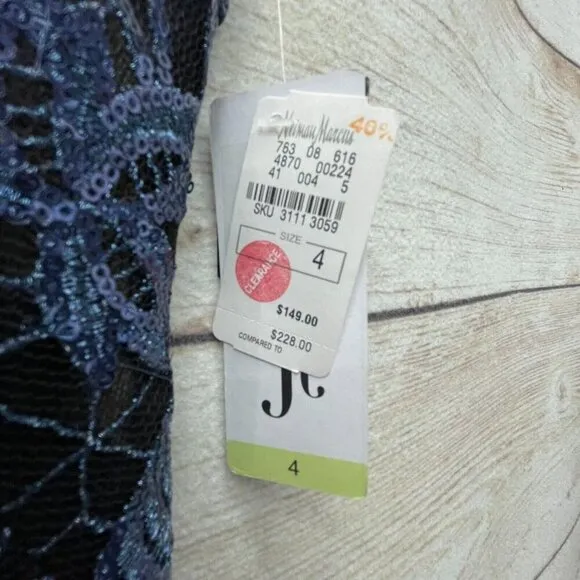 Neiman Marcus
40%
763 08 616
4870 00224
41 004 5
SKU 3111 3059
SIZE
4
CLEARANCE
$149.00
$228.00
COMPARED TO
4